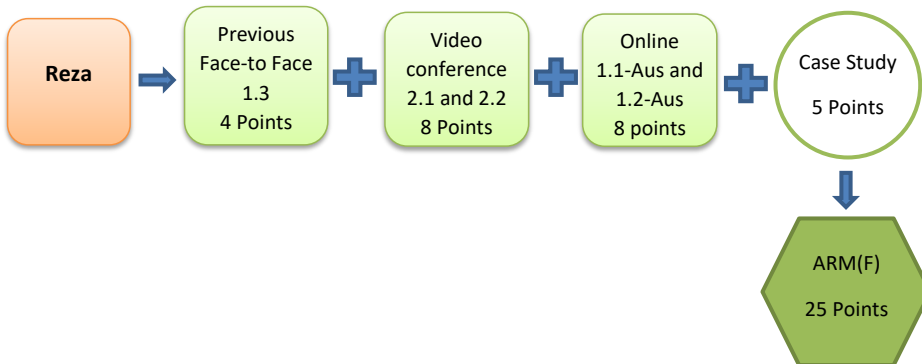 Reza
Previous
Face-to Face
1.3
4 Points
Video
conference
2.1 and 2.2
8 Points
Online
1.1-Aus and
1.2-Aus
8 points
Case Study
5 Points
ARM(F)
25 Points